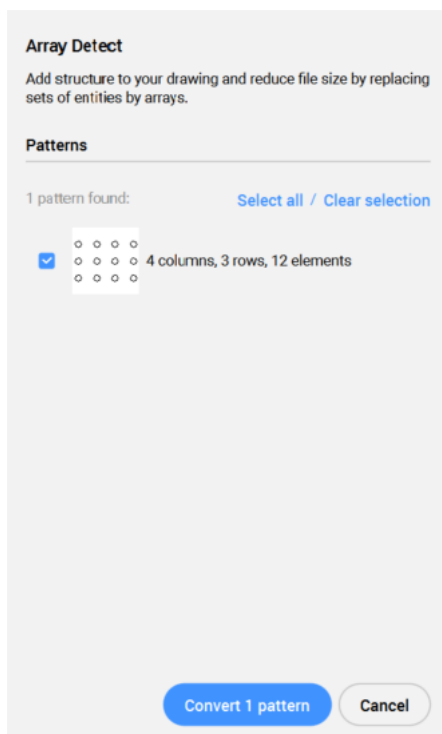 Array Detect
Add structure to your drawing and reduce file size by replacing
sets of entities by arrays.
Patterns
1 pattern found: Select all / Clear selection
4 columns, 3 rows, 12 elements
Convert 1 pattern Cancel